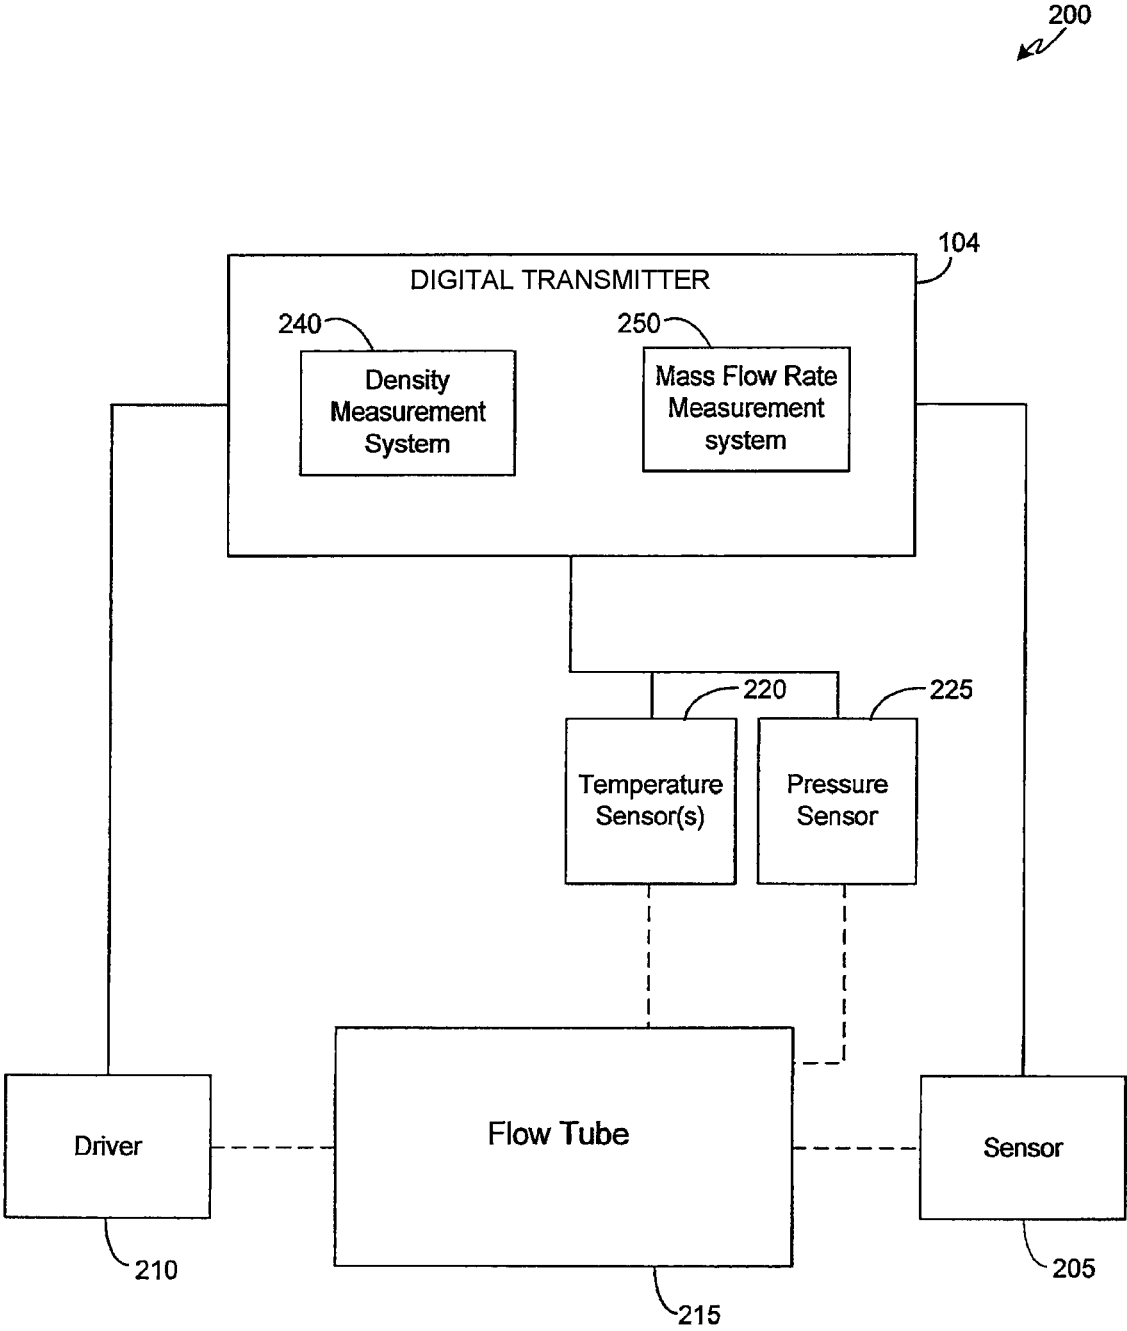 200
104
DIGITAL TRANSMITTER
240
250
Density
Measurement
System
Mass Flow Rate
Measurement
system
220
225
Temperature
Sensor(s)
Pressure
Sensor
Flow Tube
Driver
Sensor
210
205
215